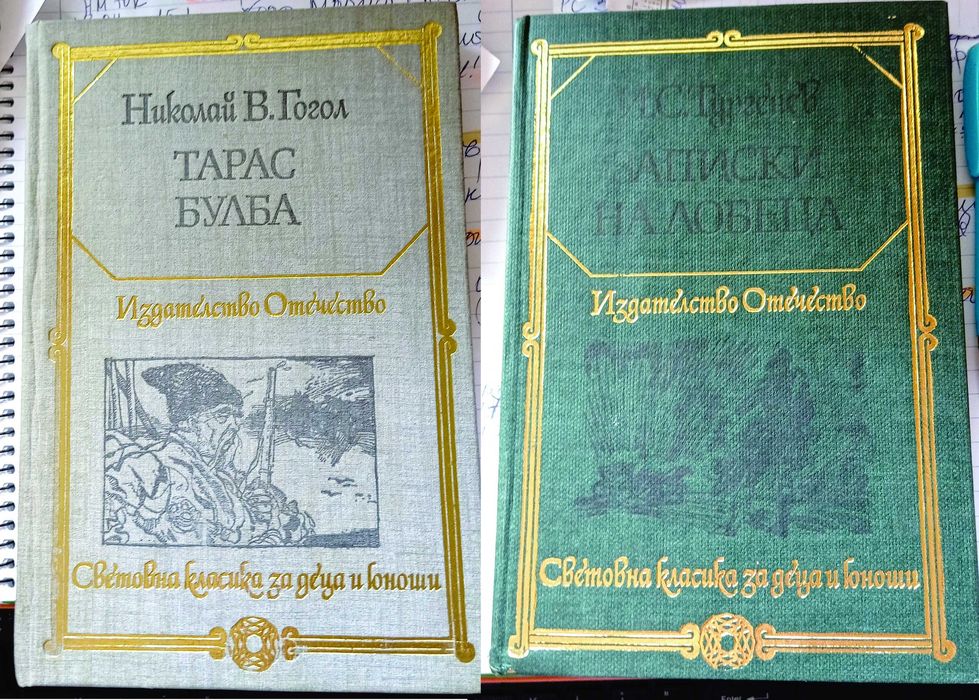 Николай В. Гогол
ТАРАС
БУЛБА
Издателство Отечество
Световна класика за деца и юноши
И.С.Тургенев
ЗАПИСКИ
НА ЛОВЕЦА
Издателство Отечество
Световна класика за деца и юноши
Enter